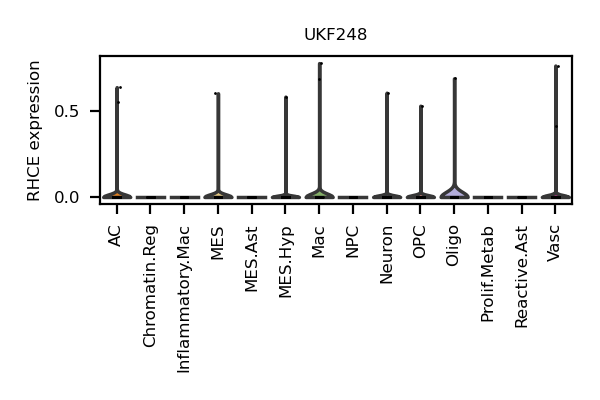 UKF248
RHCE expression
0.5
0.0
AC
Chromatin.Reg
Inflammatory.Mac
MES
MES.Ast
MES.Hyp
Mac
NPC
Neuron
OPC
Oligo
Prolif.Metab
Reactive.Ast
Vasc